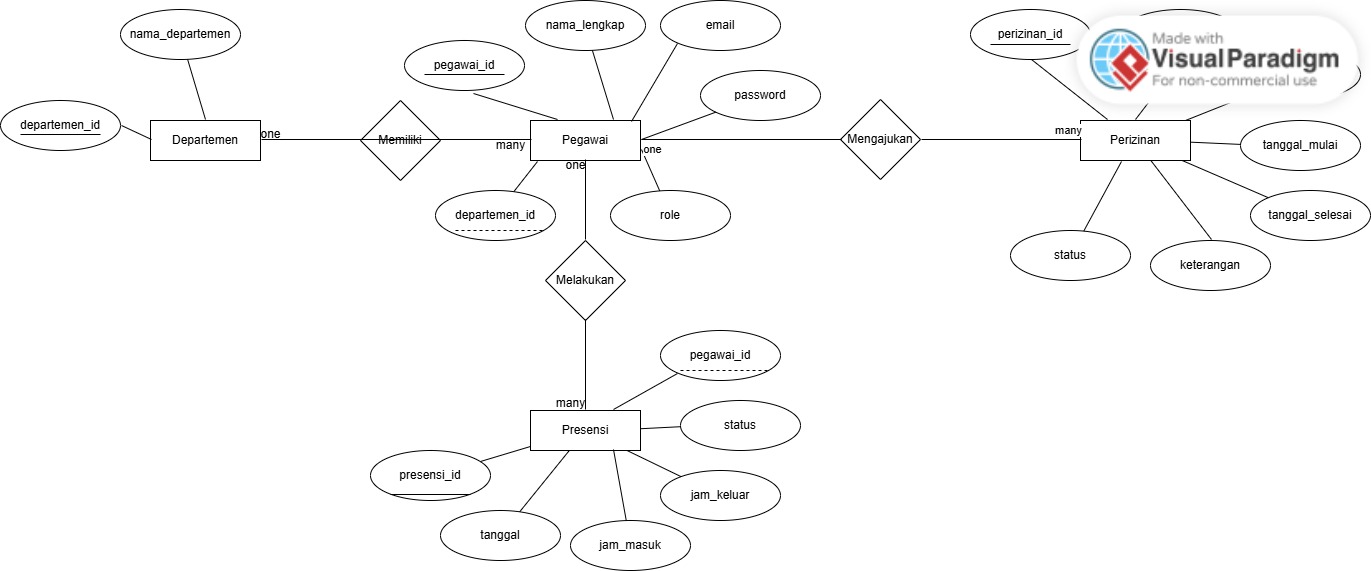 nama_departemen
departemen_id
Departemen
one
Memiliki
many
pegawai_id
nama_lengkap
email
password
Pegawai
one
one
departemen_id
role
Mengajukan
many
Perizinan
perizinan_id
Made with
Visual Paradigm
For non-commercial use
tanggal_mulai
tanggal_selesai
keterangan
status
Melakukan
many
Presensi
pegawai_id
status
jam_keluar
jam_masuk
tanggal
presensi_id